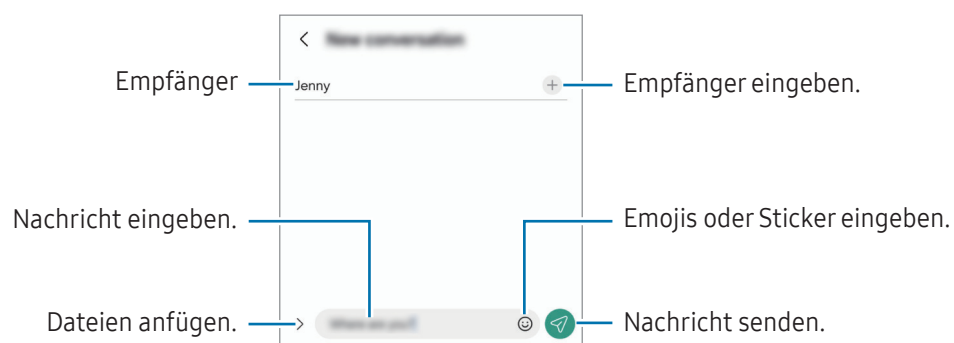 New conversation
Empfänger
Jenny
Empfänger eingeben.
Nachricht eingeben.
Emojis oder Sticker eingeben.
Dateien anfügen.
Where are you?
Nachricht senden.